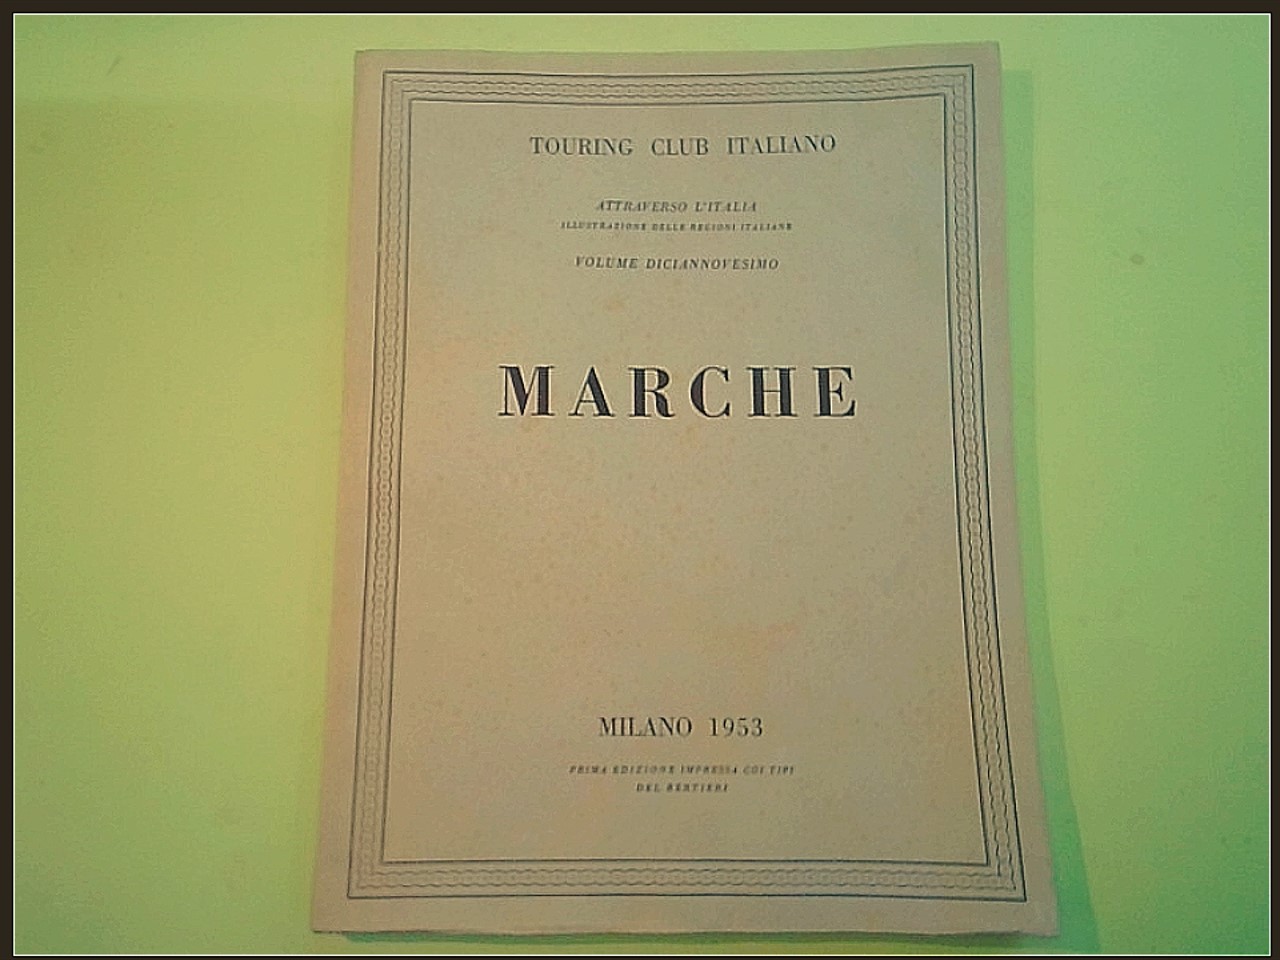 TOURING CLUB ITALIANO
ATTRAVERSO L'ITALIA
ILLUSTRAZIONE DELLE REGIONI ITALIANE
VOLUME DICIANNOVESIMO
MARCHE
MILANO 1953
PRIMA EDIZIONE IMPRESSA COI TIPI
DEL BERTIERI